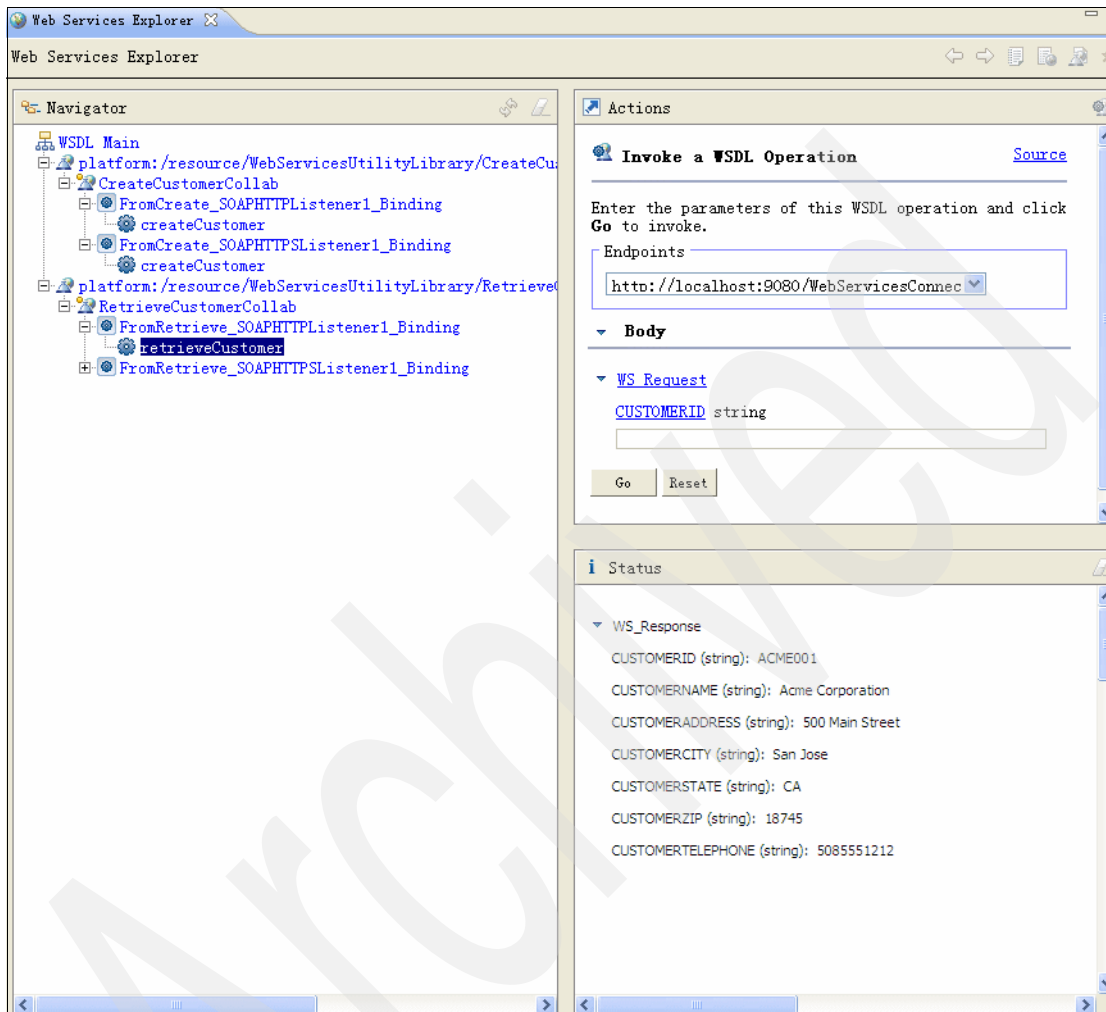 Web Services Explorer
Web Services Explorer
Navigator
WSDL Main
platform:/resource/WebServicesUtilityLibrary/CreateCu
CreateCustomerCollab
FromCreate_SOAPHTTPListener1_Binding
createCustomer
FromCreate_SOAPHTTPSListener1_Binding
createCustomer
platform:/resource/WebServicesUtilityLibrary/Retrieve
RetrieveCustomerCollab
FromRetrieve_SOAPHTTPListener1_Binding
retrieveCustomer
FromRetrieve_SOAPHTTPSListener1_Binding
Actions
Invoke a WSDL Operation Source
Enter the parameters of this WSDL operation and click
Go to invoke.
Endpoints
http://localhost:9080/WebServicesConnec
Body
WS Request
CUSTOMERID string
Go Reset
i Status
WS_Response
CUSTOMERID (string): ACME001
CUSTOMERNAME (string): Acme Corporation
CUSTOMERADDRESS (string): 500 Main Street
CUSTOMERCITY (string): San Jose
CUSTOMERSTATE (string): CA
CUSTOMERZIP (string): 18745
CUSTOMERTELEPHONE (string): 5085551212
Archived